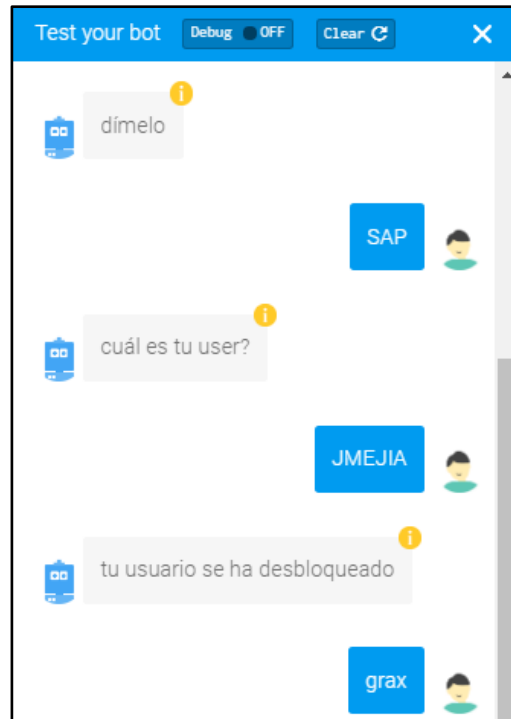 Test your bot Debug OFF Clear
dímelo
SAP
cuál es tu user?
JMEJIA
tu usuario se ha desbloqueado
grax